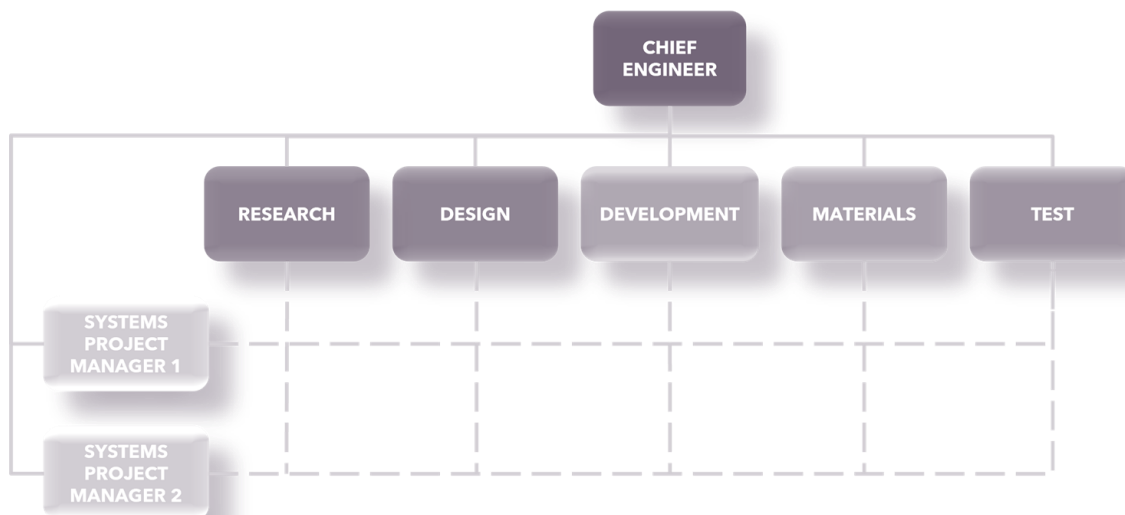 CHIEF
ENGINEER
RESEARCH
DESIGN
DEVELOPMENT
MATERIALS
TEST
SYSTEMS
PROJECT
MANAGER 1
SYSTEMS
PROJECT
MANAGER 2